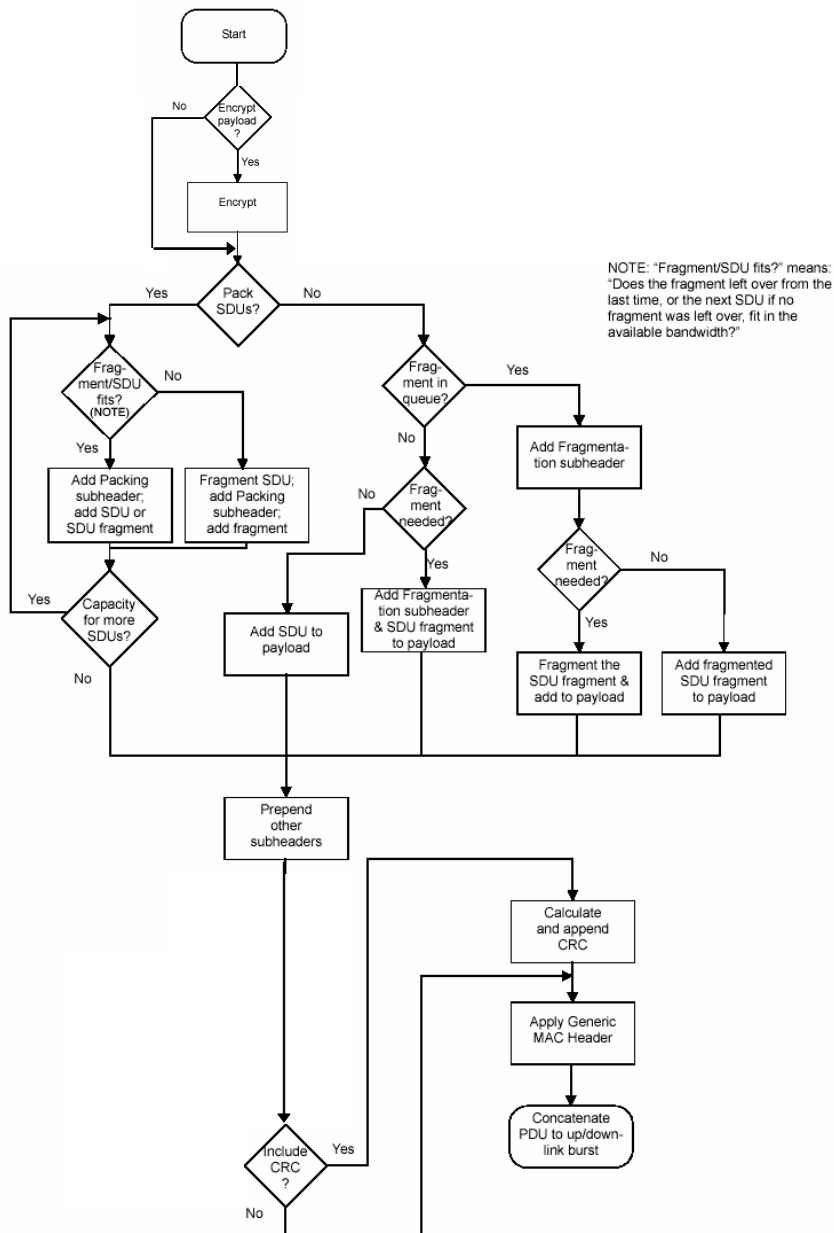 Start
No
Encrypt
payload
?
Yes
Encrypt
NOTE: “Fragment/SDU fits?” means:
“Does the fragment left over from the
last time, or the next SDU if no
fragment was left over, fit in the
available bandwidth?”
Yes
Pack
SDUs?
No
Frag-
ment/SDU
fits?
(NOTE)
No
Yes
Add Packing
subheader;
add SDU or
SDU fragment
Fragment SDU;
add Packing
subheader;
add fragment
Yes
Capacity
for more
SDUs?
No
Frag-
ment in
queue?
Yes
No
No
Frag-
ment
needed?
Yes
Add SDU to
payload
Add Fragmenta-
tion subheader
& SDU fragment
to payload
Add Fragmenta-
tion subheader
Frag-
ment
needed?
No
Yes
Fragment the
SDU fragment &
add to payload
Add fragmented
SDU fragment
to payload
Prepend
other
subheaders
Calculate
and append
CRC
Apply Generic
MAC Header
Concatenate
PDU to up/down-
link burst
Include
CRC
?
Yes
No